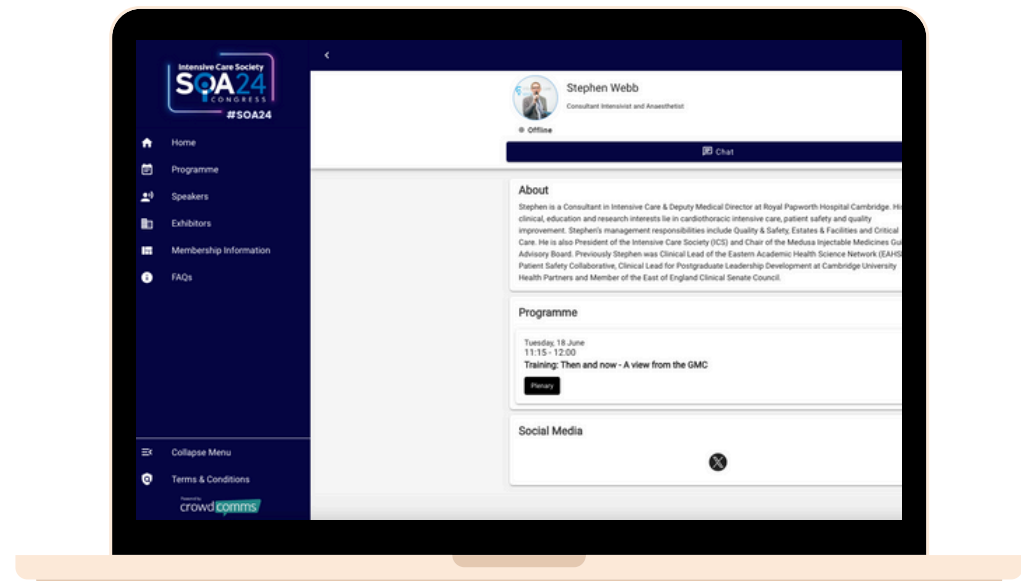 Intensive Care Society
SOA24
CONGRESS
#SOA24
Home
Programme
Speakers
Exhibitors
Membership Information
FAQs
Collapse Menu
Terms & Conditions
Powered by
crowdcomms
Stephen Webb
Consultant Intensivist and Anaesthetist
Offline
Chat
About
Stephen is a Consultant in Intensive Care & Deputy Medical Director at Royal Papworth Hospital Cambridge. Hi
clinical, education and research interests lie in cardiothoracic intensive care, patient safety and quality
improvement. Stephen's management responsibilities include Quality & Safety, Estates & Facilities and Critical
Care. He is also President of the Intensive Care Society (ICS) and Chair of the Medusa Injectable Medicines Gu
Advisory Board. Previously Stephen was Clinical Lead of the Eastern Academic Health Science Network (EAHS
Patient Safety Collaborative, Clinical Lead for Postgraduate Leadership Development at Cambridge University
Health Partners and Member of the East of England Clinical Senate Council.
Programme
Tuesday, 18 June
11:15 - 12:00
Training: Then and now - A view from the GMC
Plenary
Social Media